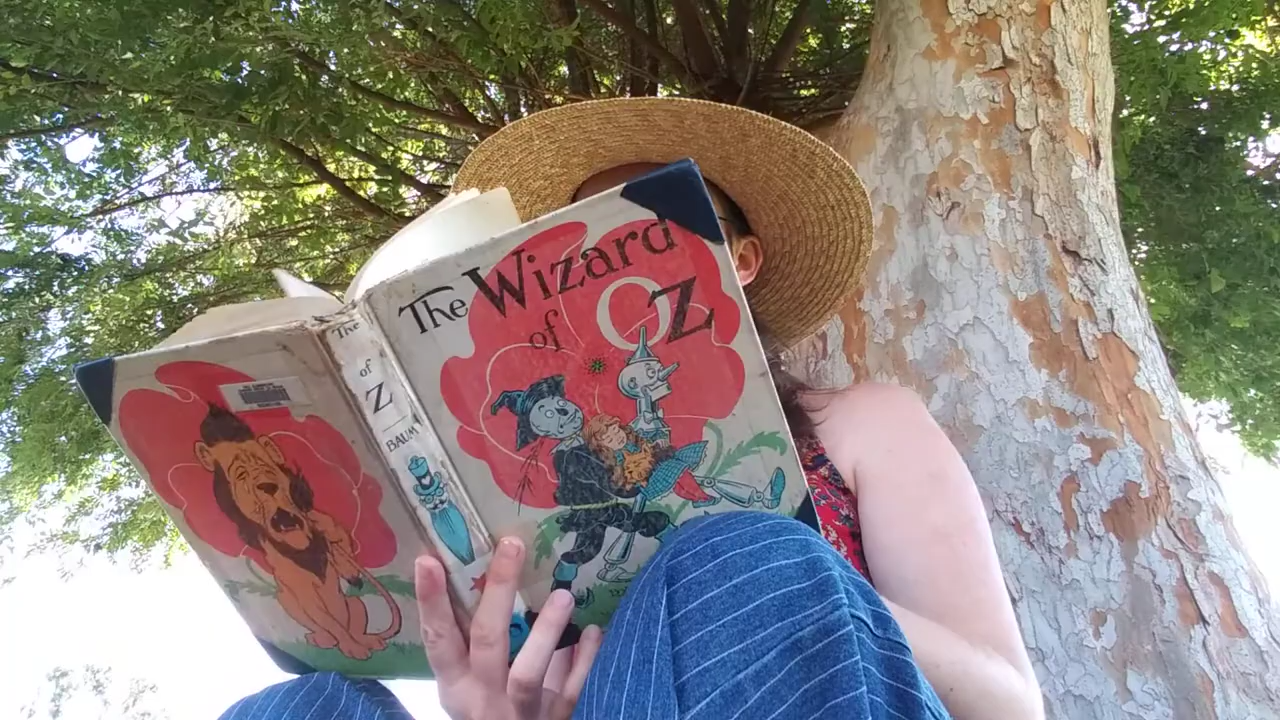 The Wizard
of OZ
The
of
Z
BAUM